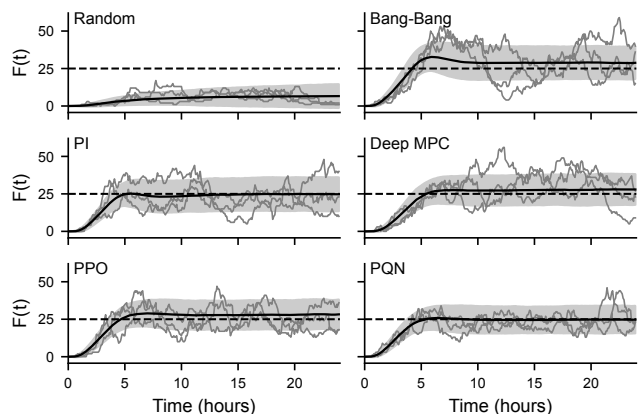 Random
Bang-Bang
F(t)
50
25
0
PI
Deep MPC
F(t)
50
25
0
PPO
PQN
F(t)
50
25
0
0 5 10 15 20
0 5 10 15 20
Time (hours)
Time (hours)